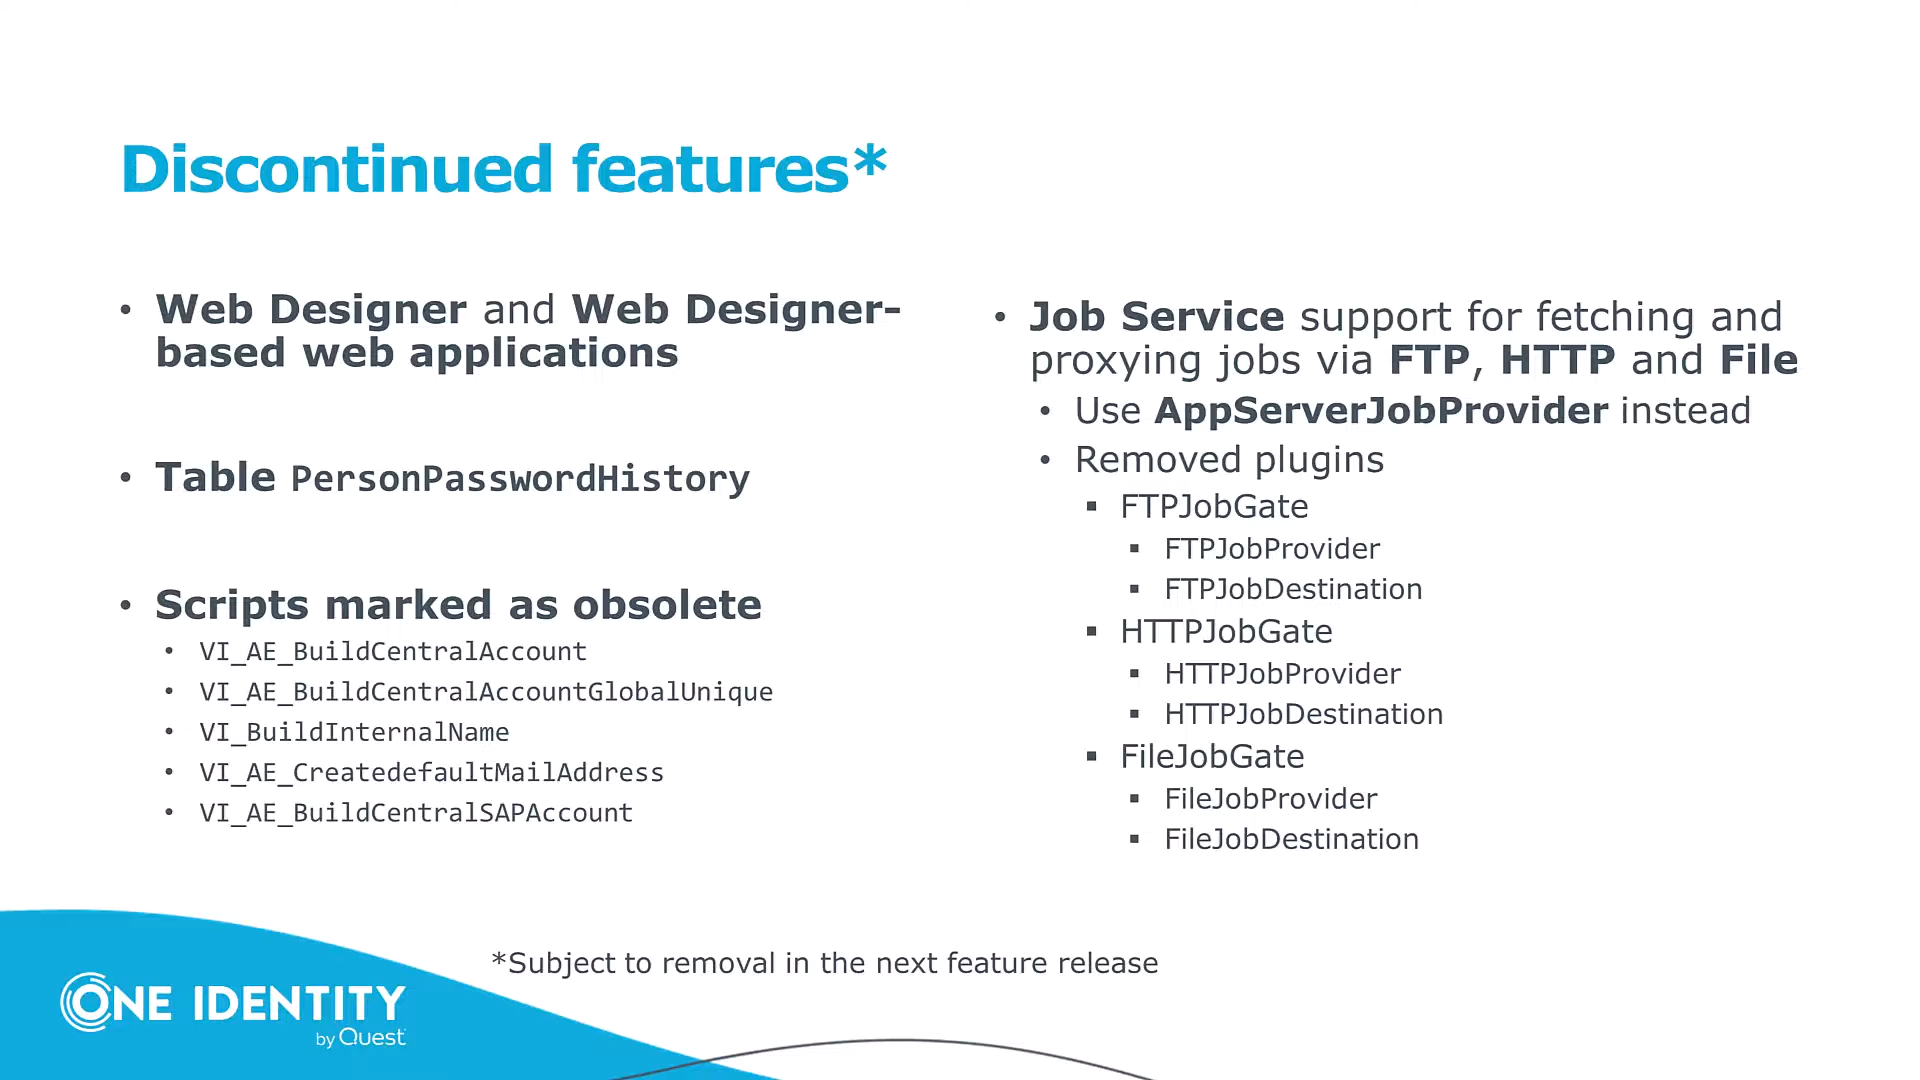 Discontinued features*
• Web Designer and Web Designer-
based web applications
• Table PersonPasswordHistory
• Scripts marked as obsolete
• VI_AE_BuildCentralAccount
• VI_AE_BuildCentralAccountGlobalUnique
• VI_BuildInternalName
• VI_AE_CreatedefaultMailAddress
• VI_AE_BuildCentralSAPAccount
• Job Service support for fetching and
proxying jobs via FTP, HTTP and File
• Use AppServerJobProvider instead
• Removed plugins
▪ FTPJobGate
▪ FTPJobProvider
▪ FTPJobDestination
▪ HTTPJobGate
▪ HTTPJobProvider
▪ HTTPJobDestination
▪ FileJobGate
▪ FileJobProvider
▪ FileJobDestination
*Subject to removal in the next feature release
ONE IDENTITY
by Quest